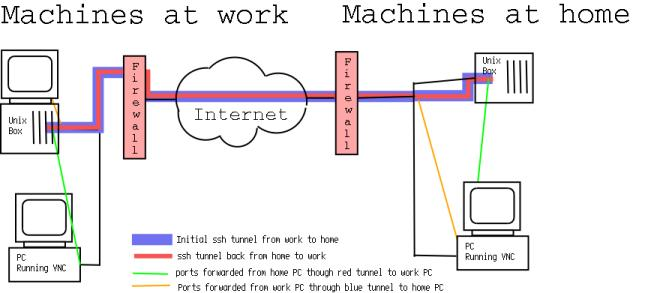 Machines at work
Machines at home
Firewall
Firewall
Unix
Box
Unix
Box
Internet
PC
Running VNC
PC
Running VNC
Initial ssh tunnel from work to home
ssh tunnel back from home to work
ports forwarded from home PC though red tunnel to work PC
Ports forwarded from work PC through blue tunnel to home PC